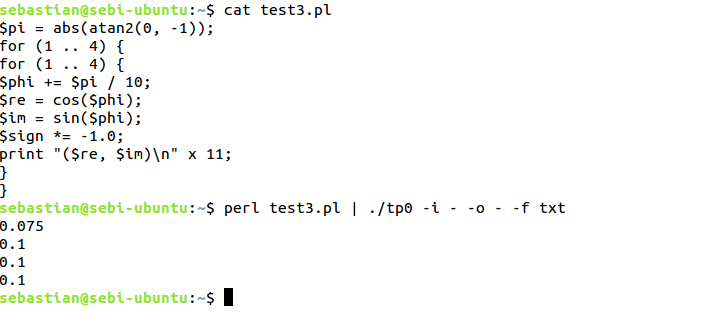 sebastian@sebi-ubuntu:~$ cat test3.pl
$pi = abs(atan2(0, -1));
for (1 .. 4) {
for (1 .. 4) {
$phi += $pi / 10;
$re = cos($phi);
$im = sin($phi);
$sign *= -1.0;
print "($re, $im)\n" x 11;
}
}
sebastian@sebi-ubuntu:~$ perl test3.pl | ./tp0 -i - -o - -f txt
0.075
0.1
0.1
0.1
sebastian@sebi-ubuntu:~$